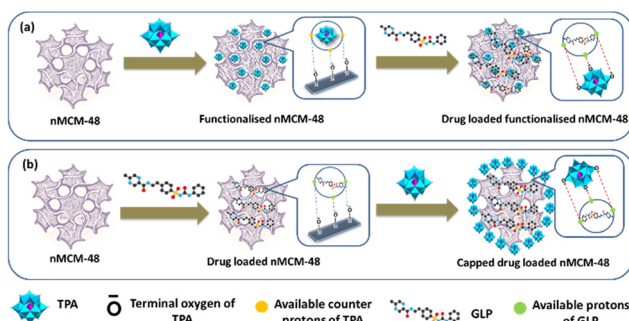 (a)
nMCM-48
Functionalised nMCM-48
Drug loaded functionalised nMCM-48
(b)
nMCM-48
Drug loaded nMCM-48
Capped drug loaded nMCM-48
TPA
Ō
Terminal oxygen of
TPA
Available counter
protons of TPA
GLP
Available protons
of GLP